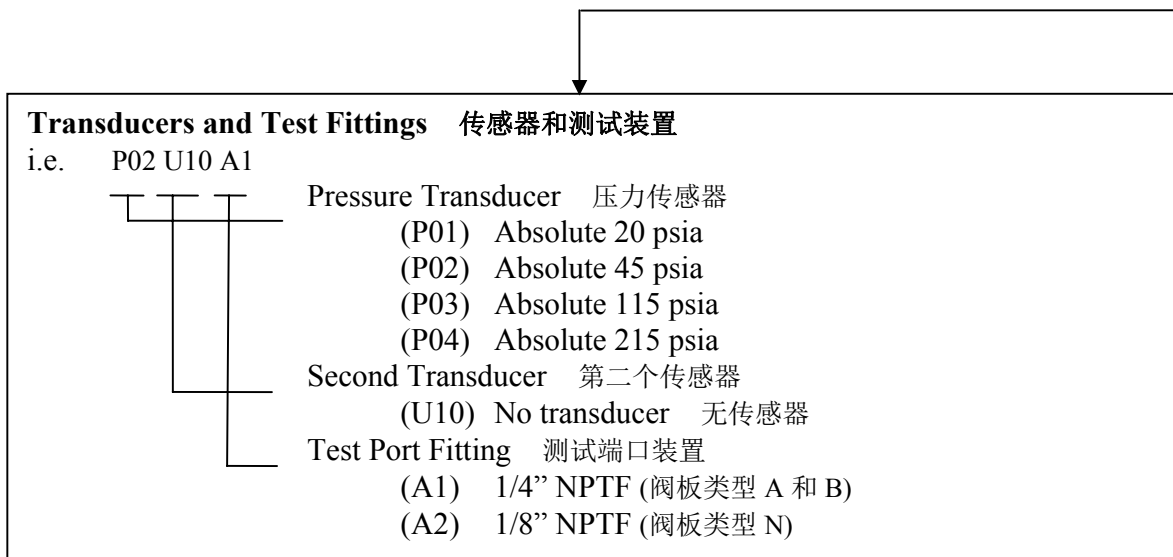 Transducers and Test Fittings 传感器和测试装置
i.e. P02 U10 A1
Pressure Transducer 压力传感器
(P01) Absolute 20 psia
(P02) Absolute 45 psia
(P03) Absolute 115 psia
(P04) Absolute 215 psia
Second Transducer 第二个传感器
(U10) No transducer 无传感器
Test Port Fitting 测试端口装置
(A1) 1/4” NPTF (阀板类型 A 和 B)
(A2) 1/8” NPTF (阀板类型 N)